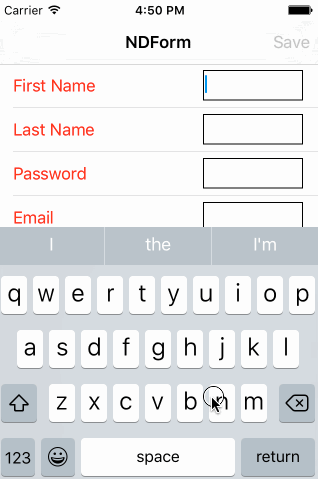 Carrier 4:50 PM
NDForm Save
First Name
Last Name
Password
Email
I the I'm
q w e r t y u i o p
a s d f g h j k l
z x c v b n m
123 space return